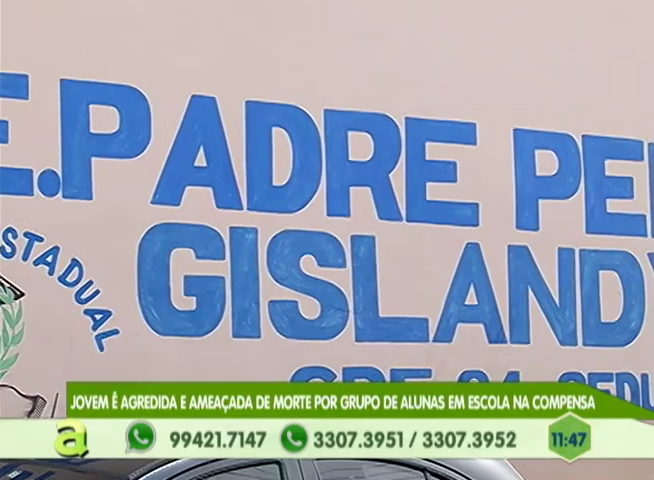 E.PADRE PE
GISLANDY
STADUAL
JOVEM É AGREDIDA E AMEAÇADA DE MORTE POR GRUPO DE ALUNAS EM ESCOLA NA COMPENSA
a 99421.7147 3307.3951 / 3307.3952 11:47